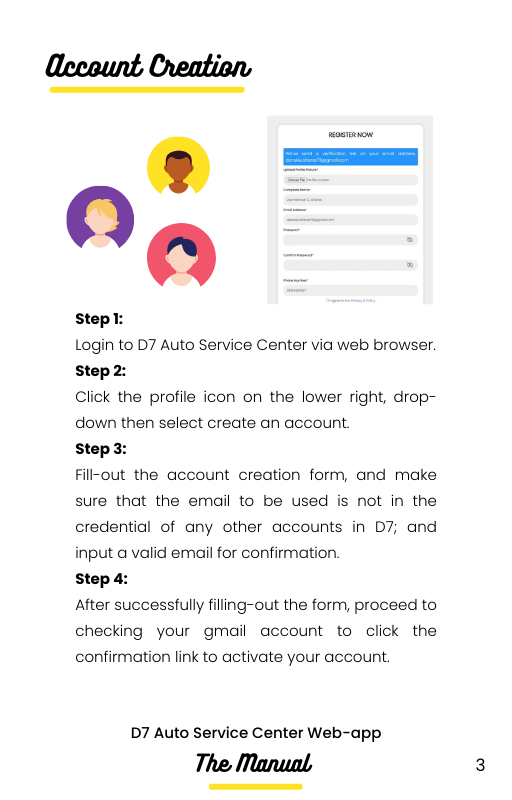 Account Creation
REGISTER NOW
We've send a verification link on your email address
Upload Profile Picture*
Choose File
Complete Name*
Email Address*
Password*
Confirm Password*
Phone Number*
I agree to the Privacy & Policy
Step 1:
Login to D7 Auto Service Center via web browser.
Step 2:
Click the profile icon on the lower right, drop-
down then select create an account.
Step 3:
Fill-out the account creation form, and make
sure that the email to be used is not in the
credential of any other accounts in D7; and
input a valid email for confirmation.
Step 4:
After successfully filling-out the form, proceed to
checking your gmail account to click the
confirmation link to activate your account.
D7 Auto Service Center Web-app
The Manual
3